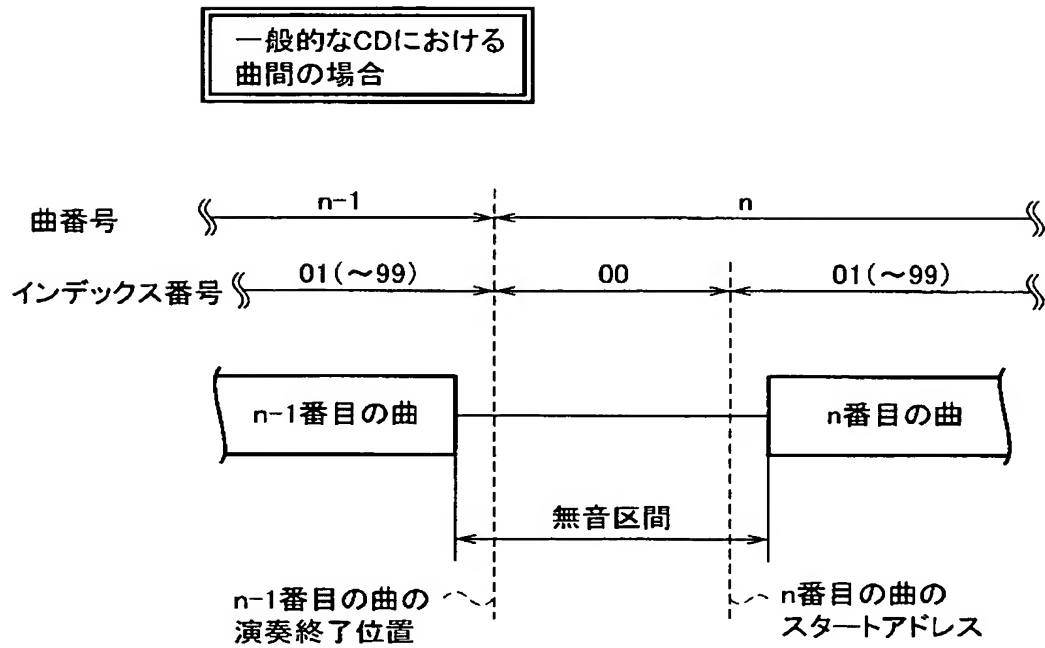 一般的なCDにおける
曲間の場合
曲番号
n-1
n
インデックス番号
01(～99)
00
01(～99)
n-1番目の曲
n番目の曲
無音区間
n-1番目の曲の
演奏終了位置
n番目の曲の
スタートアドレス